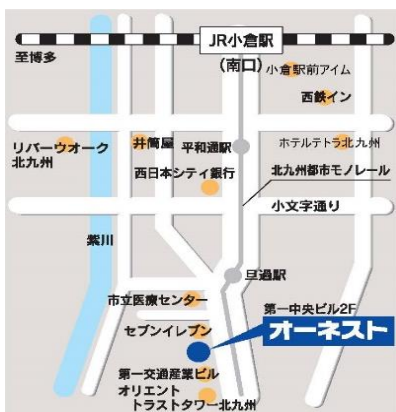 JR小倉駅
至博多
(南口)
小倉駅前アイム
西鉄イン
リバーウオーク
北九州
井筒屋
平和通駅
ホテルテトラ北九州
西日本シティ銀行
北九州都市モノレール
小文字通り
紫川
旦過駅
市立医療センター
第一中央ビル2F
セブンイレブン
オーネスト
第一交通産業ビル
オリエント
トラストタワー北九州